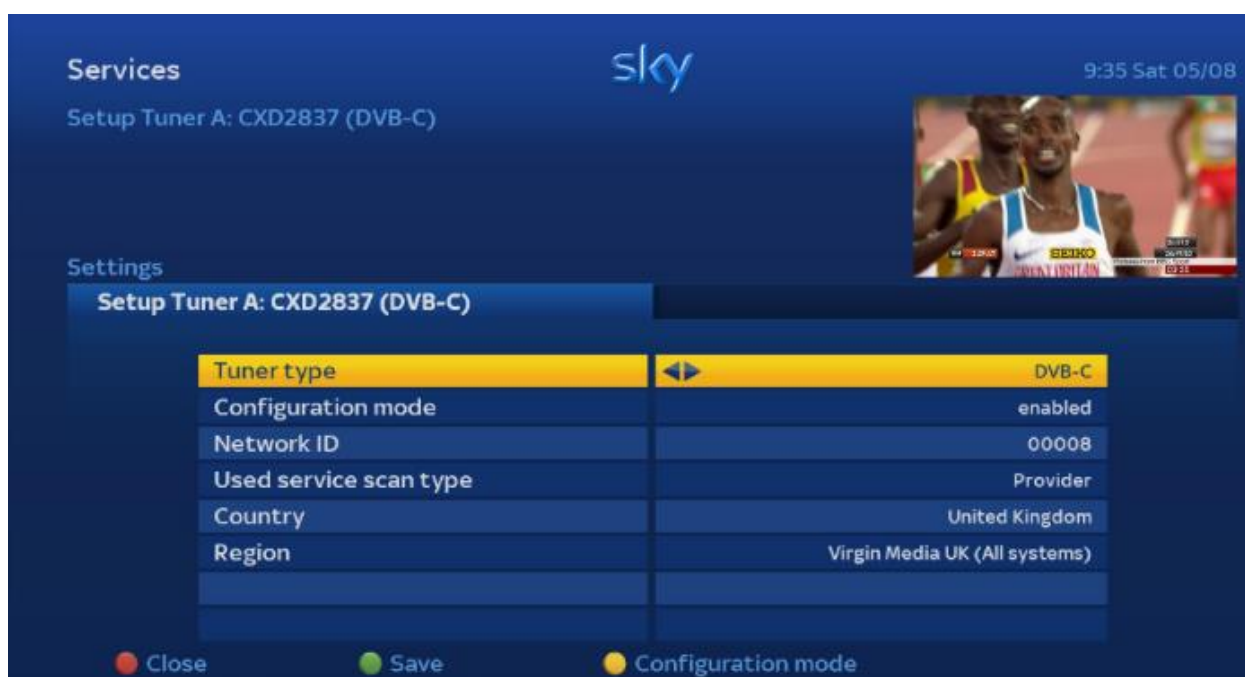 Services
sky
9:35 Sat 05/08
Setup Tuner A: CXD2837 (DVB-C)
SEIKO
Settings
Setup Tuner A: CXD2837 (DVB-C)
Tuner type DVB-C
Configuration mode enabled
Network ID 00008
Used service scan type Provider
Country United Kingdom
Region Virgin Media UK (All systems)
Close Save Configuration mode